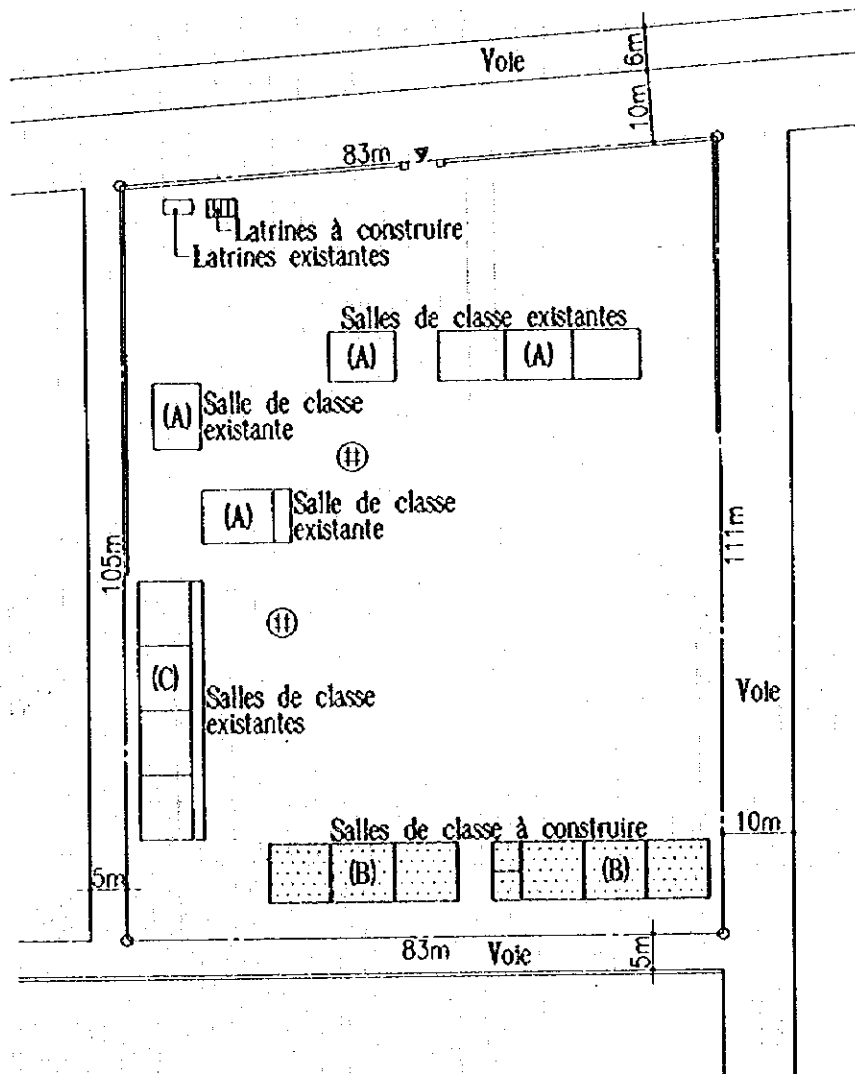 Voie
6m
10m
83m
Latrines à construire
Latrines existantes
Salles de classe existantes
(A)
(A)
(A)
Salle de classe
existante
(A)
Salle de classe
existante
105m
111m
(C)
Salles de classe
existantes
Voie
Salles de classe à construire
10m
(B)
(B)
5m
83m
Voie
5m